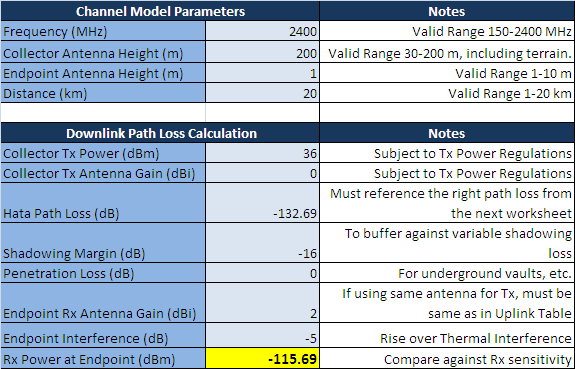 Channel Model Parameters Notes
Frequency (MHz) 2400 Valid Range 150-2400 MHz
Collector Antenna Height (m) 200 Valid Range 30-200 m, including terrain.
Endpoint Antenna Height (m) 1 Valid Range 1-10 m
Distance (km) 20 Valid Range 1-20 km
Downlink Path Loss Calculation Notes
Collector Tx Power (dBm) 36 Subject to Tx Power Regulations
Collector Tx Antenna Gain (dBi) 0 Subject to Tx Power Regulations
Hata Path Loss (dB) -132.69 Must reference the right path loss from
the next worksheet
Shadowing Margin (dB) -16 To buffer against variable shadowing
loss
Penetration Loss (dB) 0 For underground vaults, etc.
Endpoint Rx Antenna Gain (dBi) 2 If using same antenna for Tx, must be
same as in Uplink Table
Endpoint Interference (dB) -5 Rise over Thermal Interference
Rx Power at Endpoint (dBm) -115.69 Compare against Rx sensitivity